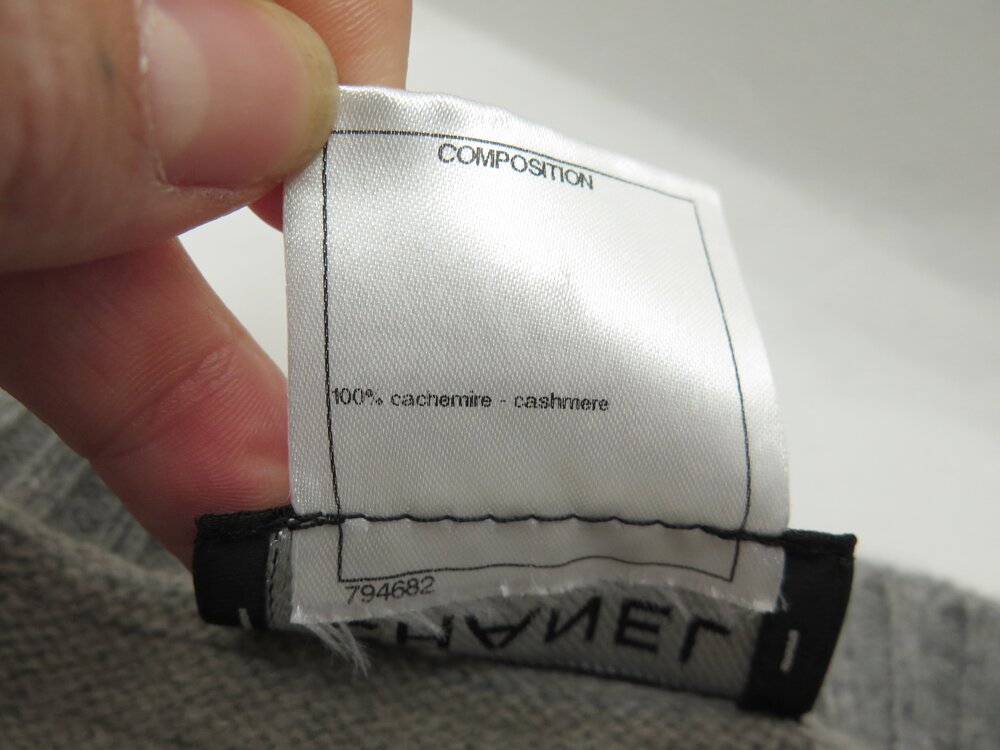 COMPOSITION
100% cachemire - cashmere
794682
CHANEL